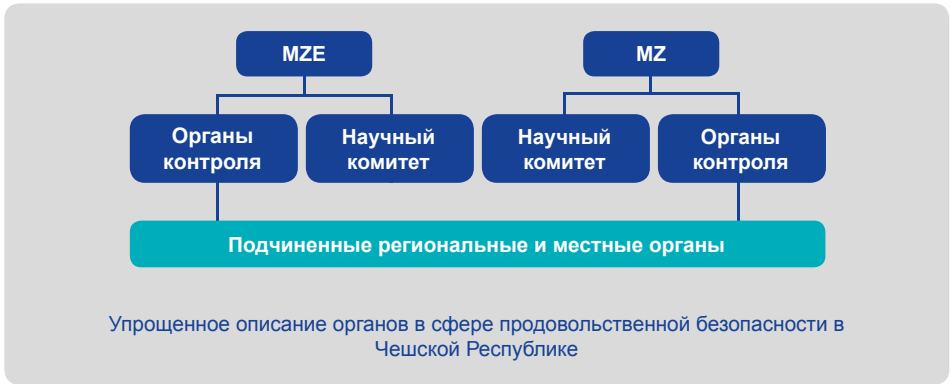 MZE
MZ
Органы
контроля
Научный
комитет
Научный
комитет
Органы
контроля
Подчиненные региональные и местные органы
Упрощенное описание органов в сфере продовольственной безопасности в
Чешской Республике